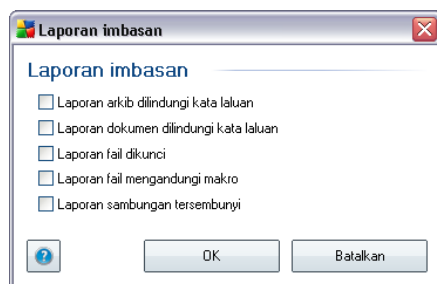 Laporan imbasan
Laporan imbasan
Laporan arkib dilindungi kata laluan
Laporan dokumen dilindungi kata laluan
Laporan fail dikunci
Laporan fail mengandungi makro
Laporan sambungan tersembunyi
? OK Batalkan